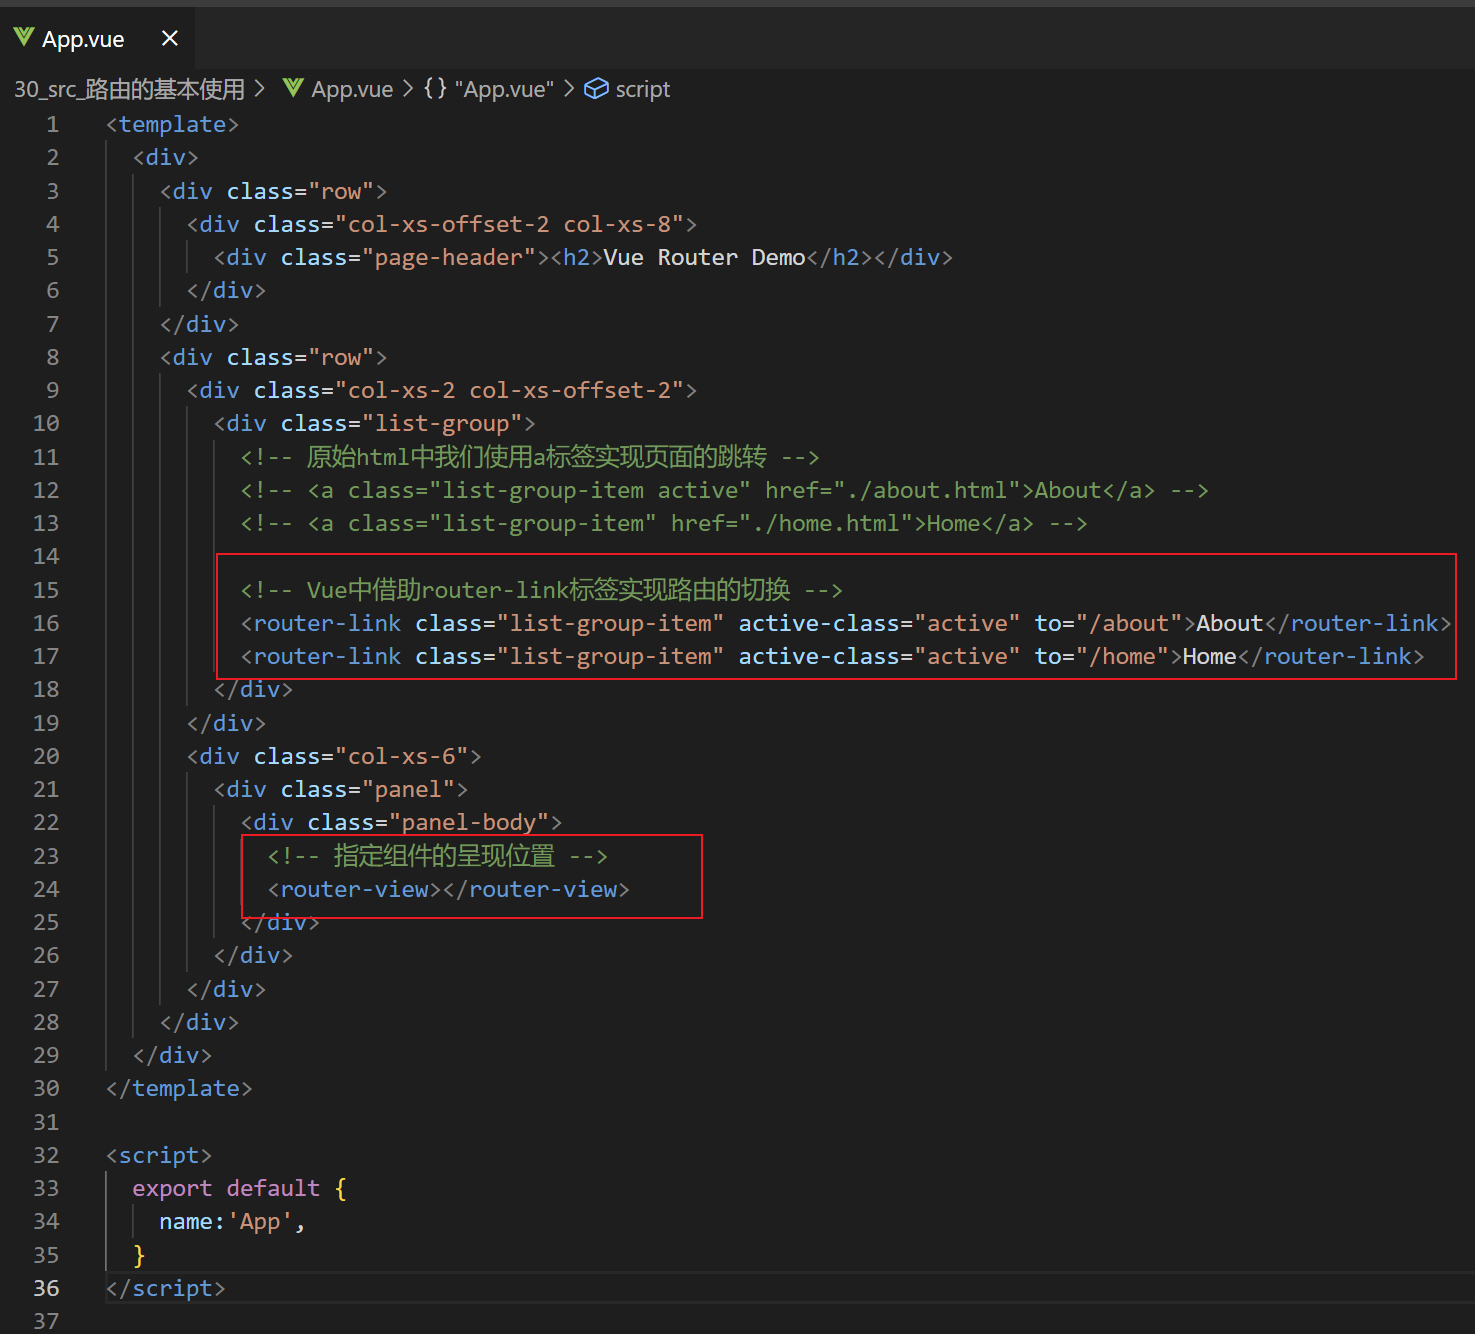 App.vue
30_src_路由的基本使用 > App.vue > {} "App.vue" > script
1 <template>
2 <div>
3 <div class="row">
4 <div class="col-xs-offset-2 col-xs-8">
5 <div class="page-header"><h2>Vue Router Demo</h2></div>
6 </div>
7 </div>
8 <div class="row">
9 <div class="col-xs-2 col-xs-offset-2">
10 <div class="list-group">
11 <!-- 原始html中我们使用a标签实现页面的跳转 -->
12 <!-- <a class="list-group-item active" href="./about.html">About</a> -->
13 <!-- <a class="list-group-item" href="./home.html">Home</a> -->
14
15 <!-- Vue中借助router-link标签实现路由的切换 -->
16 <router-link class="list-group-item" active-class="active" to="/about">About</router-link>
17 <router-link class="list-group-item" active-class="active" to="/home">Home</router-link>
18 </div>
19 </div>
20 <div class="col-xs-6">
21 <div class="panel">
22 <div class="panel-body">
23 <!-- 指定组件的呈现位置 -->
24 <router-view></router-view>
25 </div>
26 </div>
27 </div>
28 </div>
29 </div>
30 </template>
31
32 <script>
33 export default {
34 name:'App',
35 }
36 </script>
37